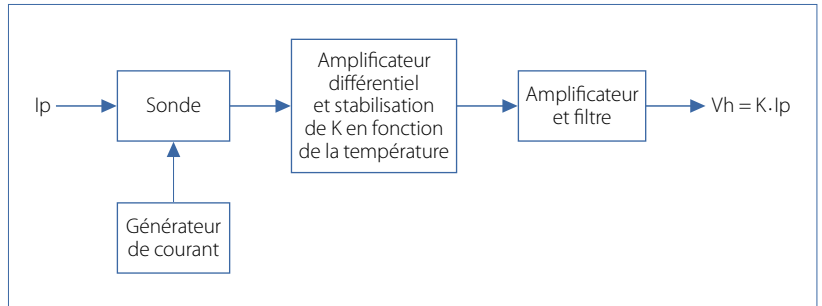 Ip
Sonde
Amplificateur
différentiel
et stabilisation
de K en fonction
de la température
Amplificateur
et filtre
Vh = K.Ip
Générateur
de courant